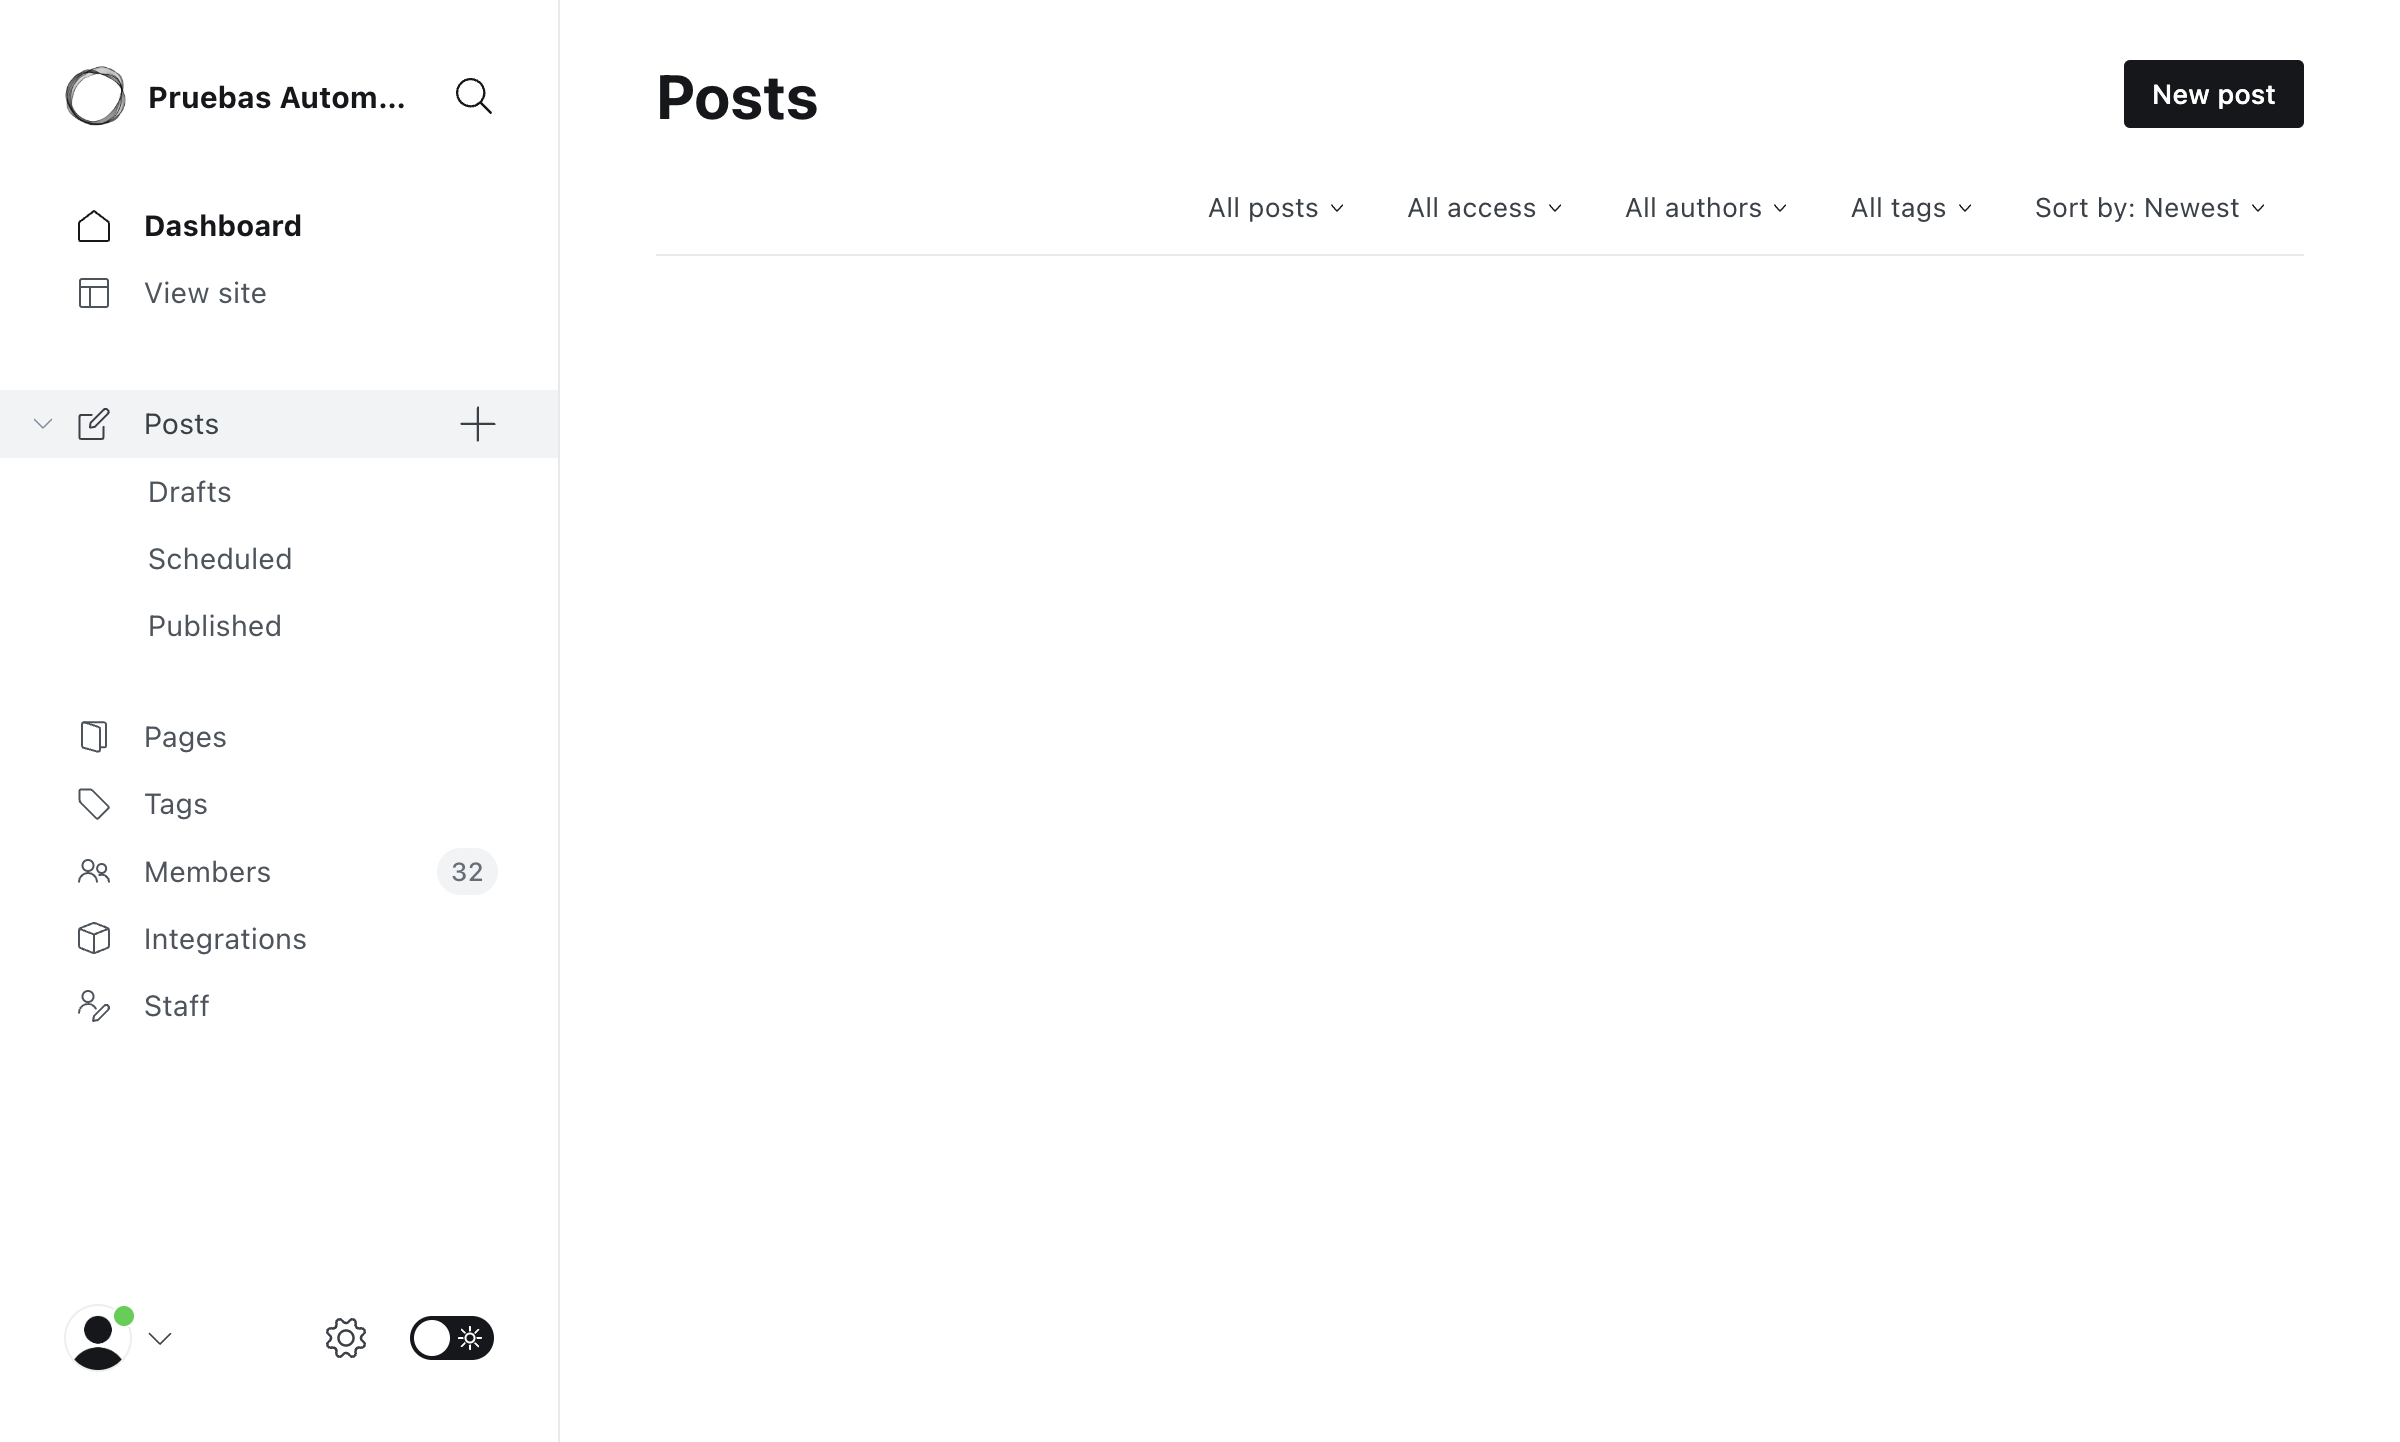 Pruebas Autom...
Dashboard
View site
Posts
Drafts
Scheduled
Published
Pages
Tags
Members 32
Integrations
Staff
Posts
New post
All posts All access All authors All tags Sort by: Newest